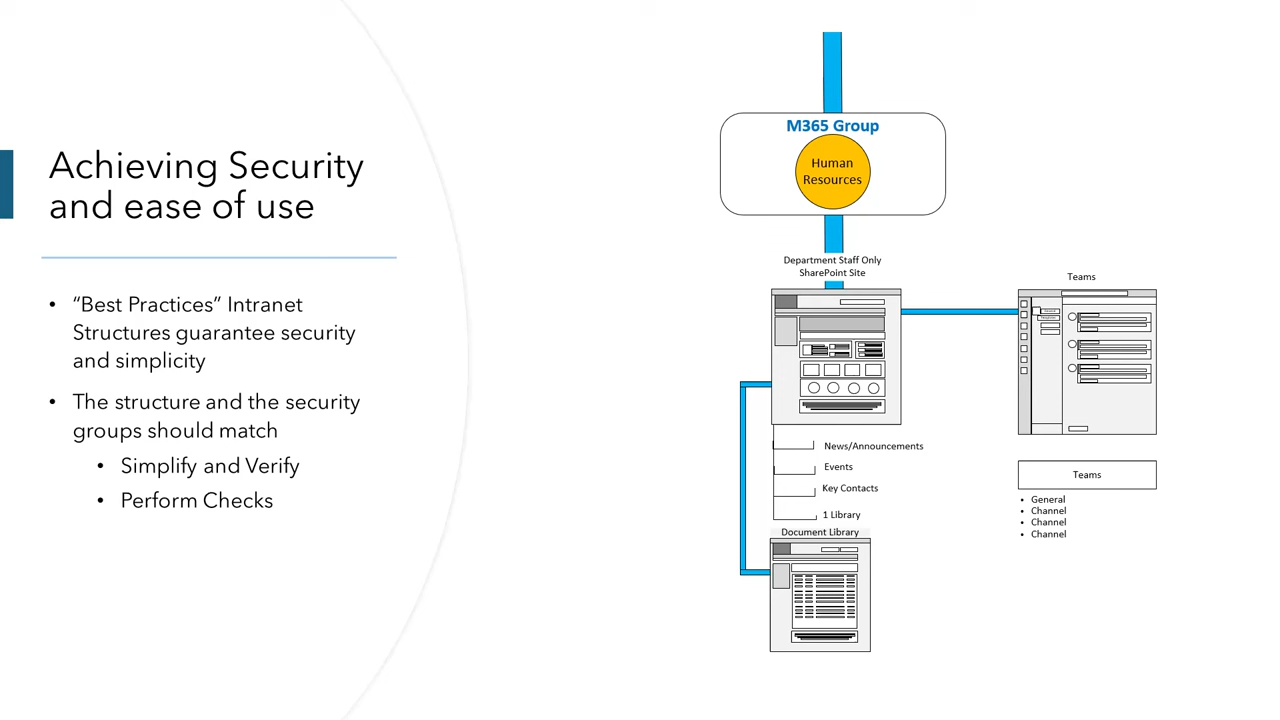 Achieving Security
and ease of use
• “Best Practices” Intranet
Structures guarantee security
and simplicity
• The structure and the security
groups should match
• Simplify and Verify
• Perform Checks
M365 Group
Human
Resources
Department Staff Only
SharePoint Site
News/Announcements
Events
Key Contacts
1 Library
Document Library
Teams
Teams
• General
• Channel
• Channel
• Channel